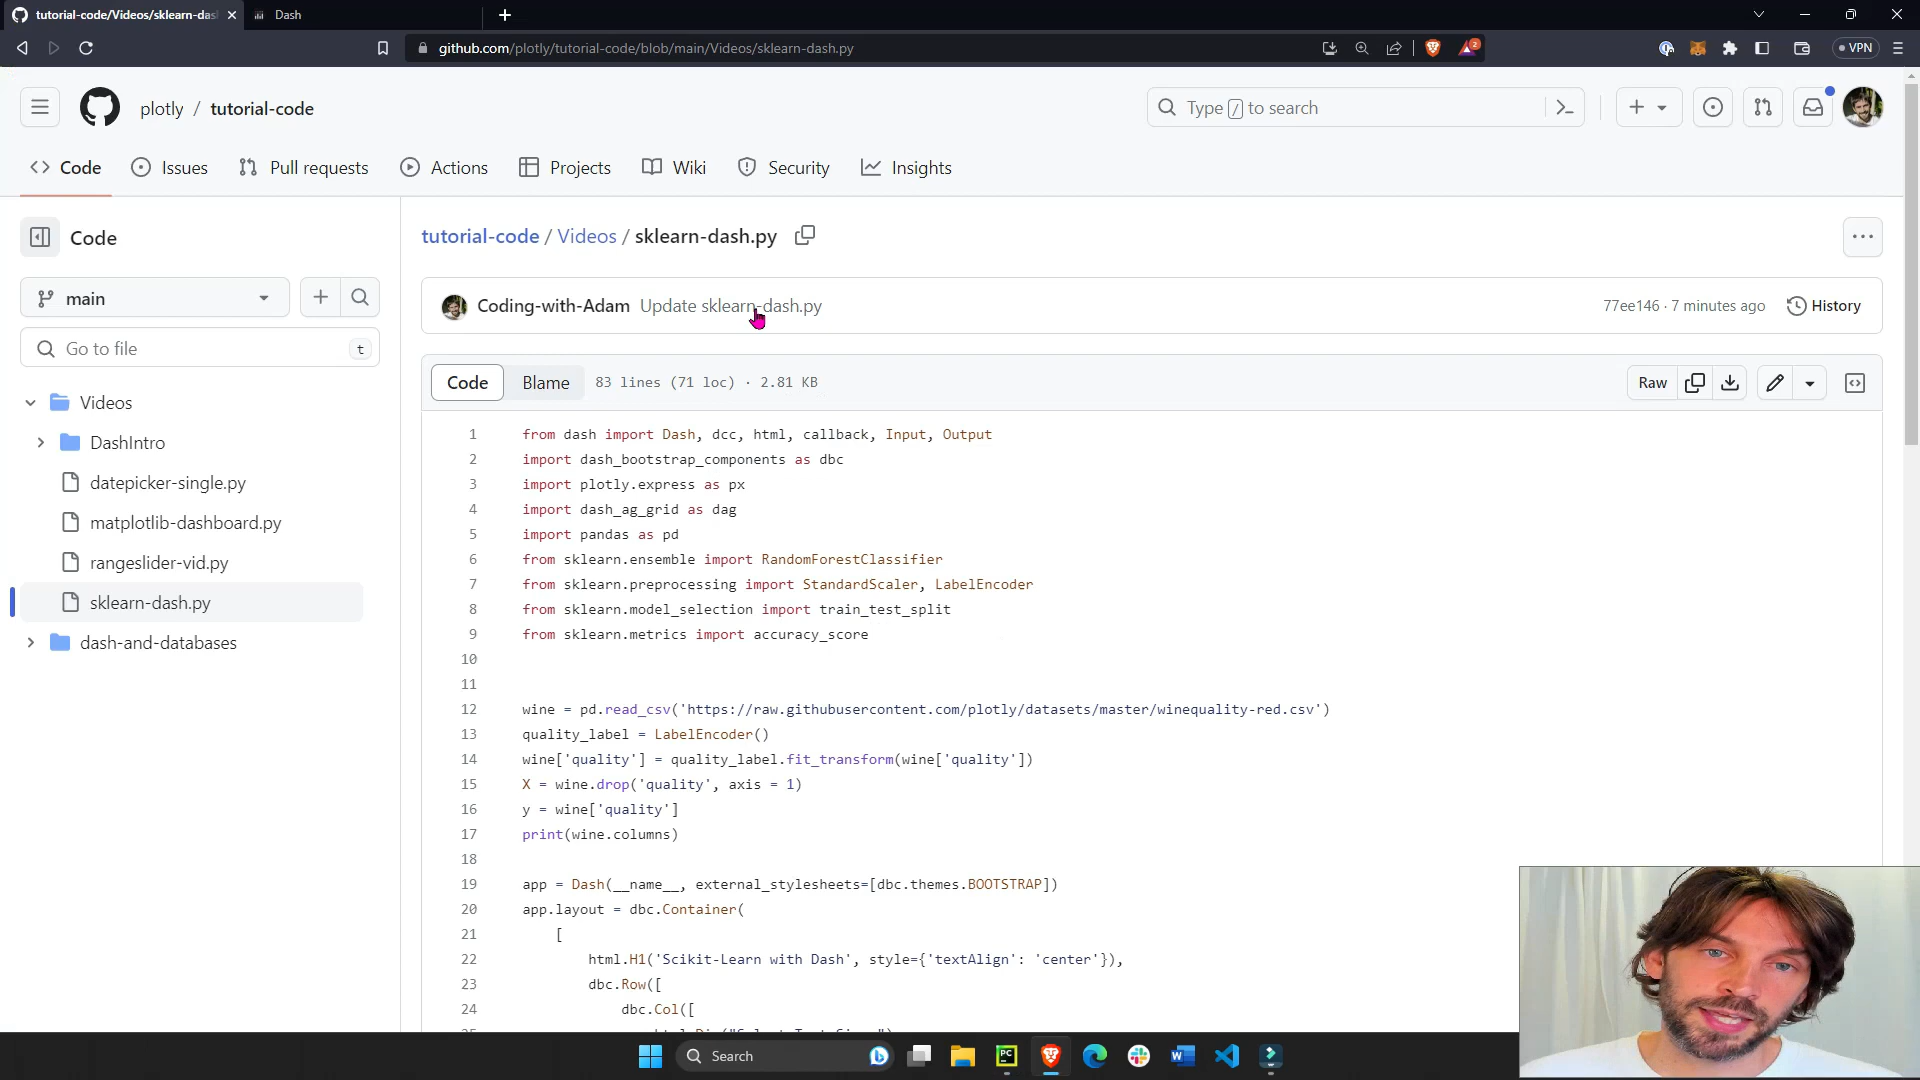 tutorial-code/Videos/sklearn-das
Dash
github.com/plotly/tutorial-code/blob/main/Videos/sklearn-dash.py
2
VPN
plotly / tutorial-code
Type / to search
Code
Issues
Pull requests
Actions
Projects
Wiki
Security
Insights
Code
main
Go to file
t
Videos
DashIntro
datepicker-single.py
matplotlib-dashboard.py
rangeslider-vid.py
sklearn-dash.py
dash-and-databases
tutorial-code / Videos / sklearn-dash.py
Coding-with-Adam Update sklearn-dash.py
77ee146 · 7 minutes ago
History
Code
Blame
83 lines (71 loc) · 2.81 KB
Raw
1 from dash import Dash, dcc, html, callback, Input, Output
2 import dash_bootstrap_components as dbc
3 import plotly.express as px
4 import dash_ag_grid as dag
5 import pandas as pd
6 from sklearn.ensemble import RandomForestClassifier
7 from sklearn.preprocessing import StandardScaler, LabelEncoder
8 from sklearn.model_selection import train_test_split
9 from sklearn.metrics import accuracy_score
10
11
12 wine = pd.read_csv('https://raw.githubusercontent.com/plotly/datasets/master/winequality-red.csv')
13 quality_label = LabelEncoder()
14 wine['quality'] = quality_label.fit_transform(wine['quality'])
15 X = wine.drop('quality', axis = 1)
16 y = wine['quality']
17 print(wine.columns)
18
19 app = Dash(__name__, external_stylesheets=[dbc.themes.BOOTSTRAP])
20 app.layout = dbc.Container(
21 [
22 html.H1('Scikit-Learn with Dash', style={'textAlign': 'center'}),
23 dbc.Row([
24 dbc.Col([
Search
PC